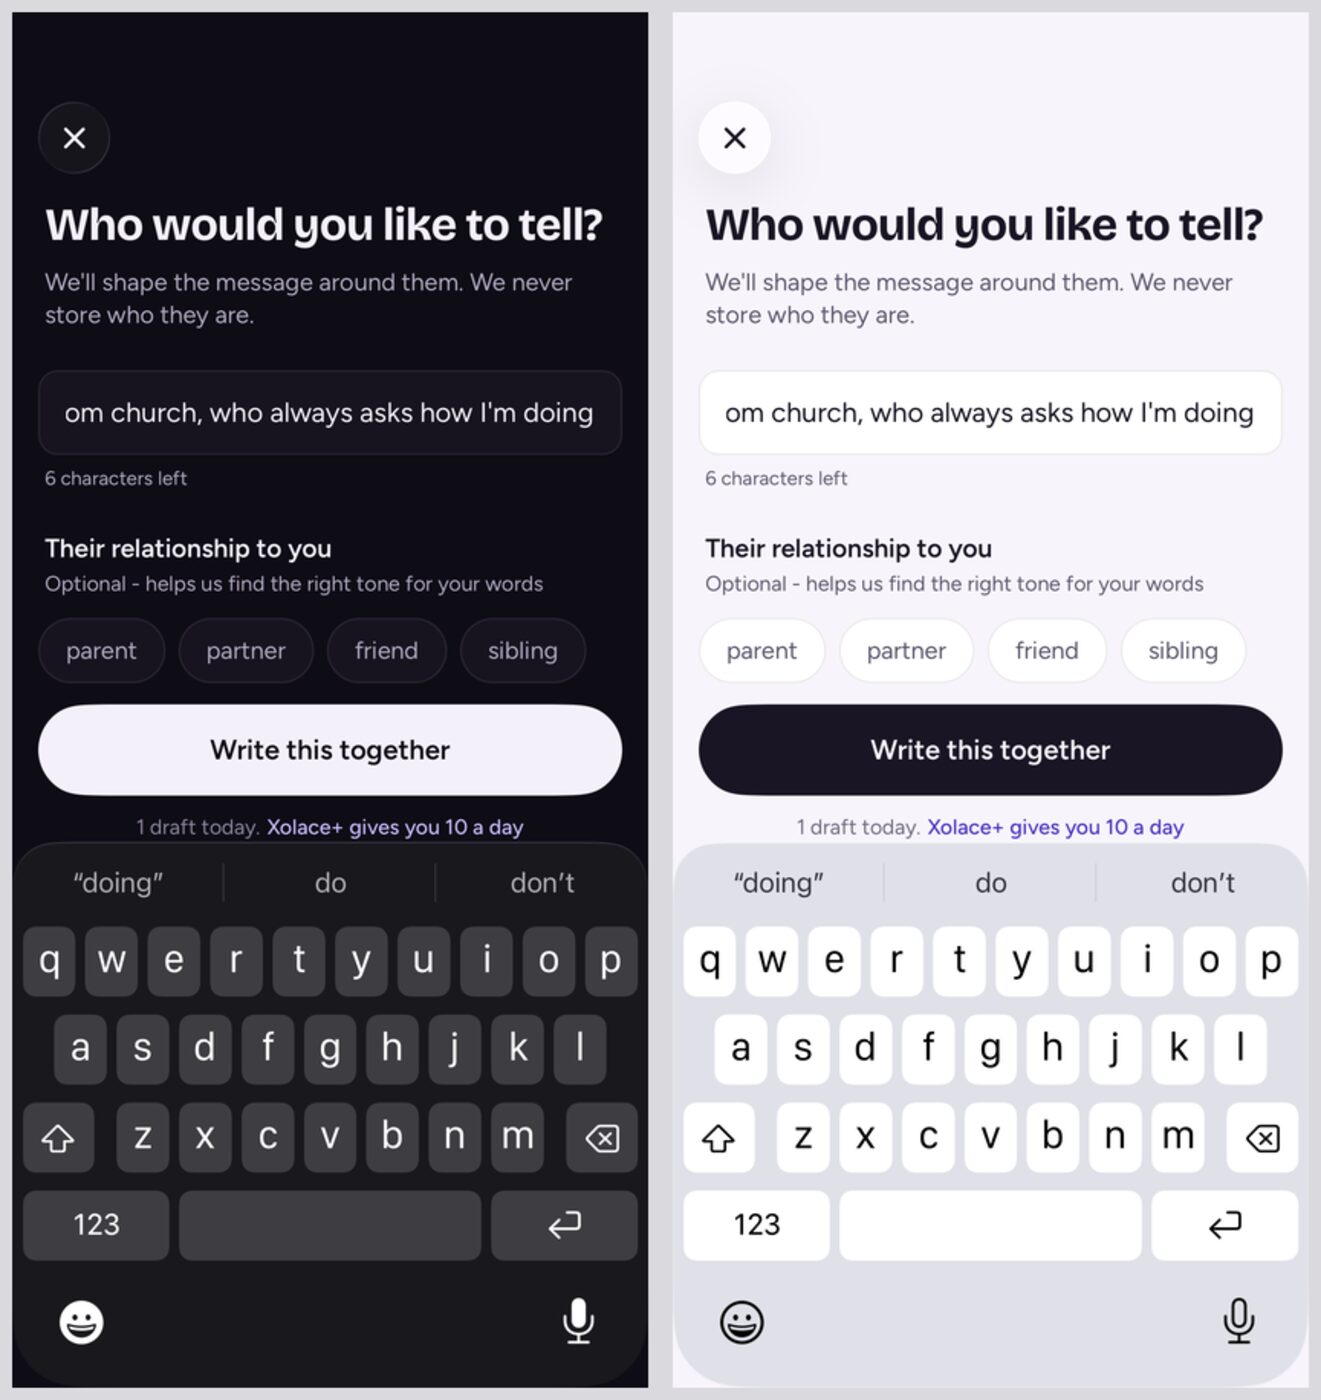 Who would you like to tell?
We'll shape the message around them. We never
store who they are.
om church, who always asks how I'm doing
6 characters left
Their relationship to you
Optional - helps us find the right tone for your words
parent partner friend sibling
Write this together
1 draft today. Xolace+ gives you 10 a day
“doing” do don’t
q w e r t y u i o p
a s d f g h j k l
z x c v b n m
123
Who would you like to tell?
We'll shape the message around them. We never
store who they are.
om church, who always asks how I'm doing
6 characters left
Their relationship to you
Optional - helps us find the right tone for your words
parent partner friend sibling
Write this together
1 draft today. Xolace+ gives you 10 a day
“doing” do don’t
q w e r t y u i o p
a s d f g h j k l
z x c v b n m
123